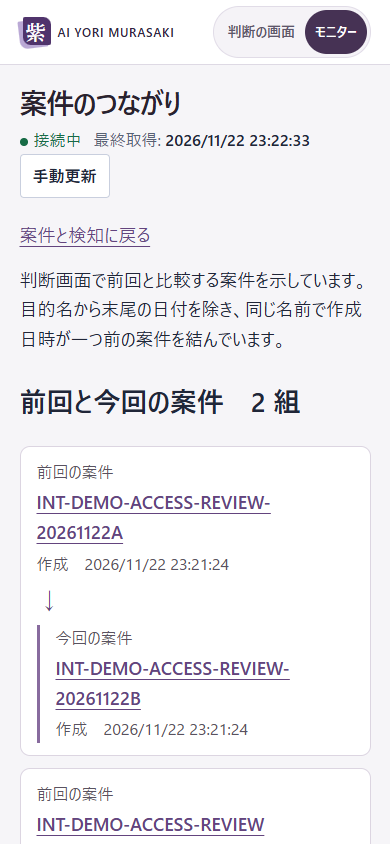 紫 AI YORI MURASAKI 判断の画面 モニター
案件のつながり
接続中 最終取得: 2026/11/22 23:22:33
手動更新
案件と検知に戻る
判断画面で前回と比較する案件を示しています。
目的名から末尾の日付を除き、同じ名前で作成
日時が一つ前の案件を結んでいます。
前回と今回の案件 2 組
前回の案件
INT-DEMO-ACCESS-REVIEW-
20261122A
作成 2026/11/22 23:21:24
↓
今回の案件
INT-DEMO-ACCESS-REVIEW-
20261122B
作成 2026/11/22 23:21:24
前回の案件
INT-DEMO-ACCESS-REVIEW